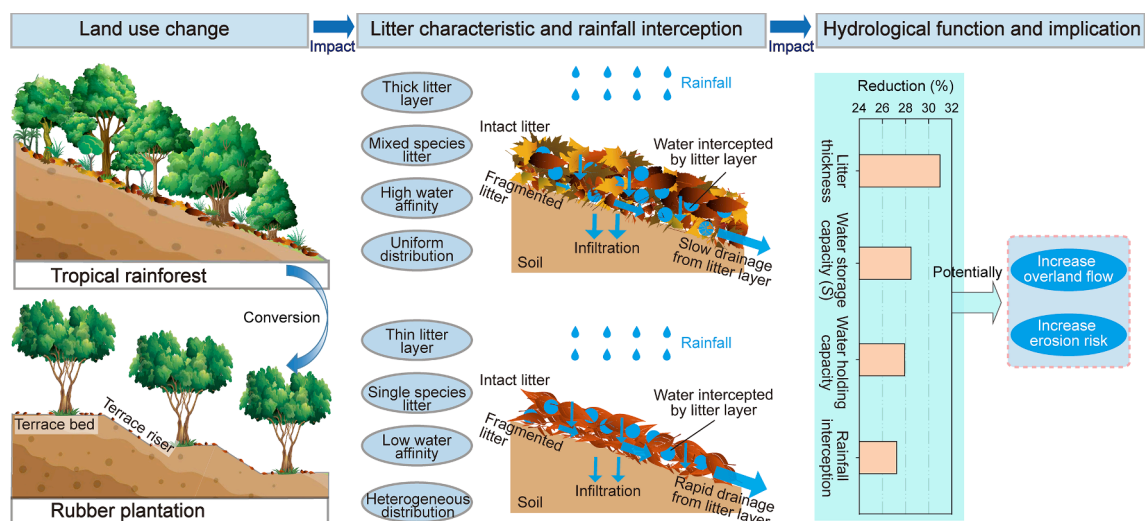 Land use change
Impact
Litter characteristic and rainfall interception
Impact
Hydrological function and implication
Tropical rainforest
Conversion
Terrace bed
Terrace riser
Rubber plantation
Thick litter
layer
Mixed species
litter
High water
affinity
Uniform
distribution
Rainfall
Intact litter
Fragmented
litter
Water intercepted
by litter layer
Infiltration
Soil
Slow drainage
from litter layer
Thin litter
layer
Single species
litter
Low water
affinity
Heterogeneous
distribution
Rainfall
Intact litter
Fragmented
litter
Water intercepted
by litter layer
Infiltration
Soil
Rapid drainage
from litter layer
Reduction (%)
24 26 28 30 32
Litter
thickness
Water storage
capacity (S)
Water holding
capacity
Rainfall
interception
Potentially
Increase
overland flow
Increase
erosion risk